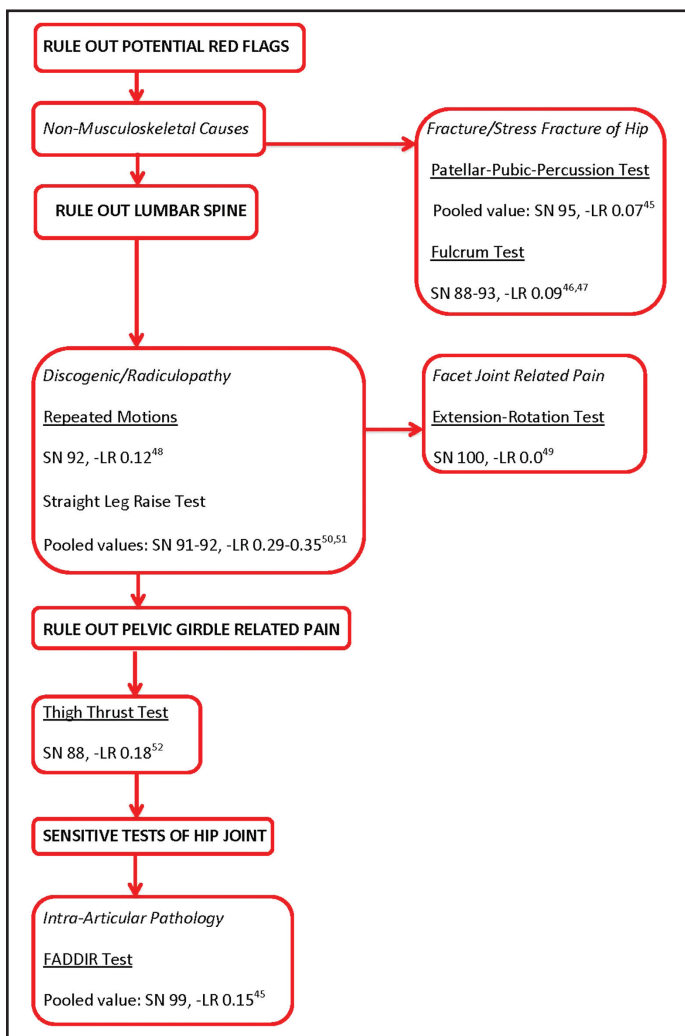 RULE OUT POTENTIAL RED FLAGS
Non-Musculoskeletal Causes
Fracture/Stress Fracture of Hip
Patellar-Pubic-Percussion Test
Pooled value: SN 95, -LR 0.07⁴⁵
Fulcrum Test
SN 88-93, -LR 0.09⁴⁶,⁴⁷
RULE OUT LUMBAR SPINE
Discogenic/Radiculopathy
Repeated Motions
SN 92, -LR 0.12⁴⁸
Straight Leg Raise Test
Pooled values: SN 91-92, -LR 0.29-0.35⁵⁰,⁵¹
Facet Joint Related Pain
Extension-Rotation Test
SN 100, -LR 0.0⁴⁹
RULE OUT PELVIC GIRDLE RELATED PAIN
Thigh Thrust Test
SN 88, -LR 0.18⁵²
SENSITIVE TESTS OF HIP JOINT
Intra-Articular Pathology
FADDIR Test
Pooled value: SN 99, -LR 0.15⁴⁵